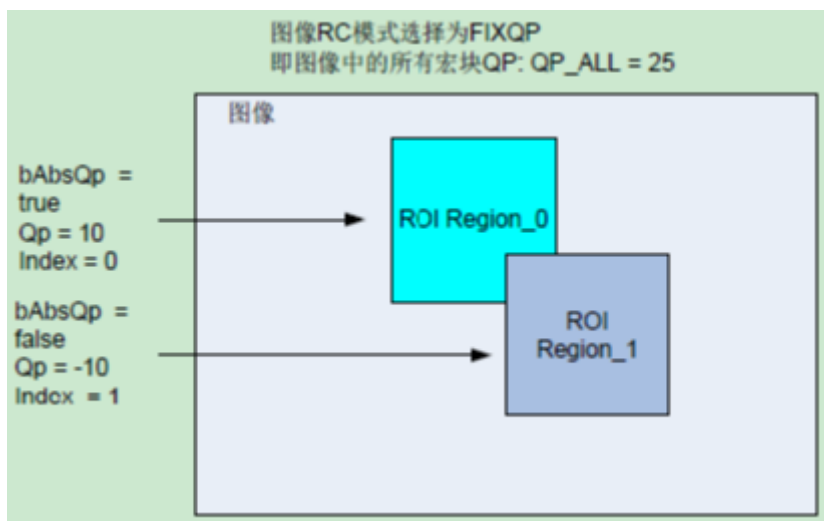 图像RC模式选择为FIXQP
即图像中的所有宏块QP: QP_ALL = 25
图像
bAbsQp =
true
Qp = 10
Index = 0
ROI Region_0
bAbsQp =
false
Qp = -10
Index = 1
ROI
Region_1